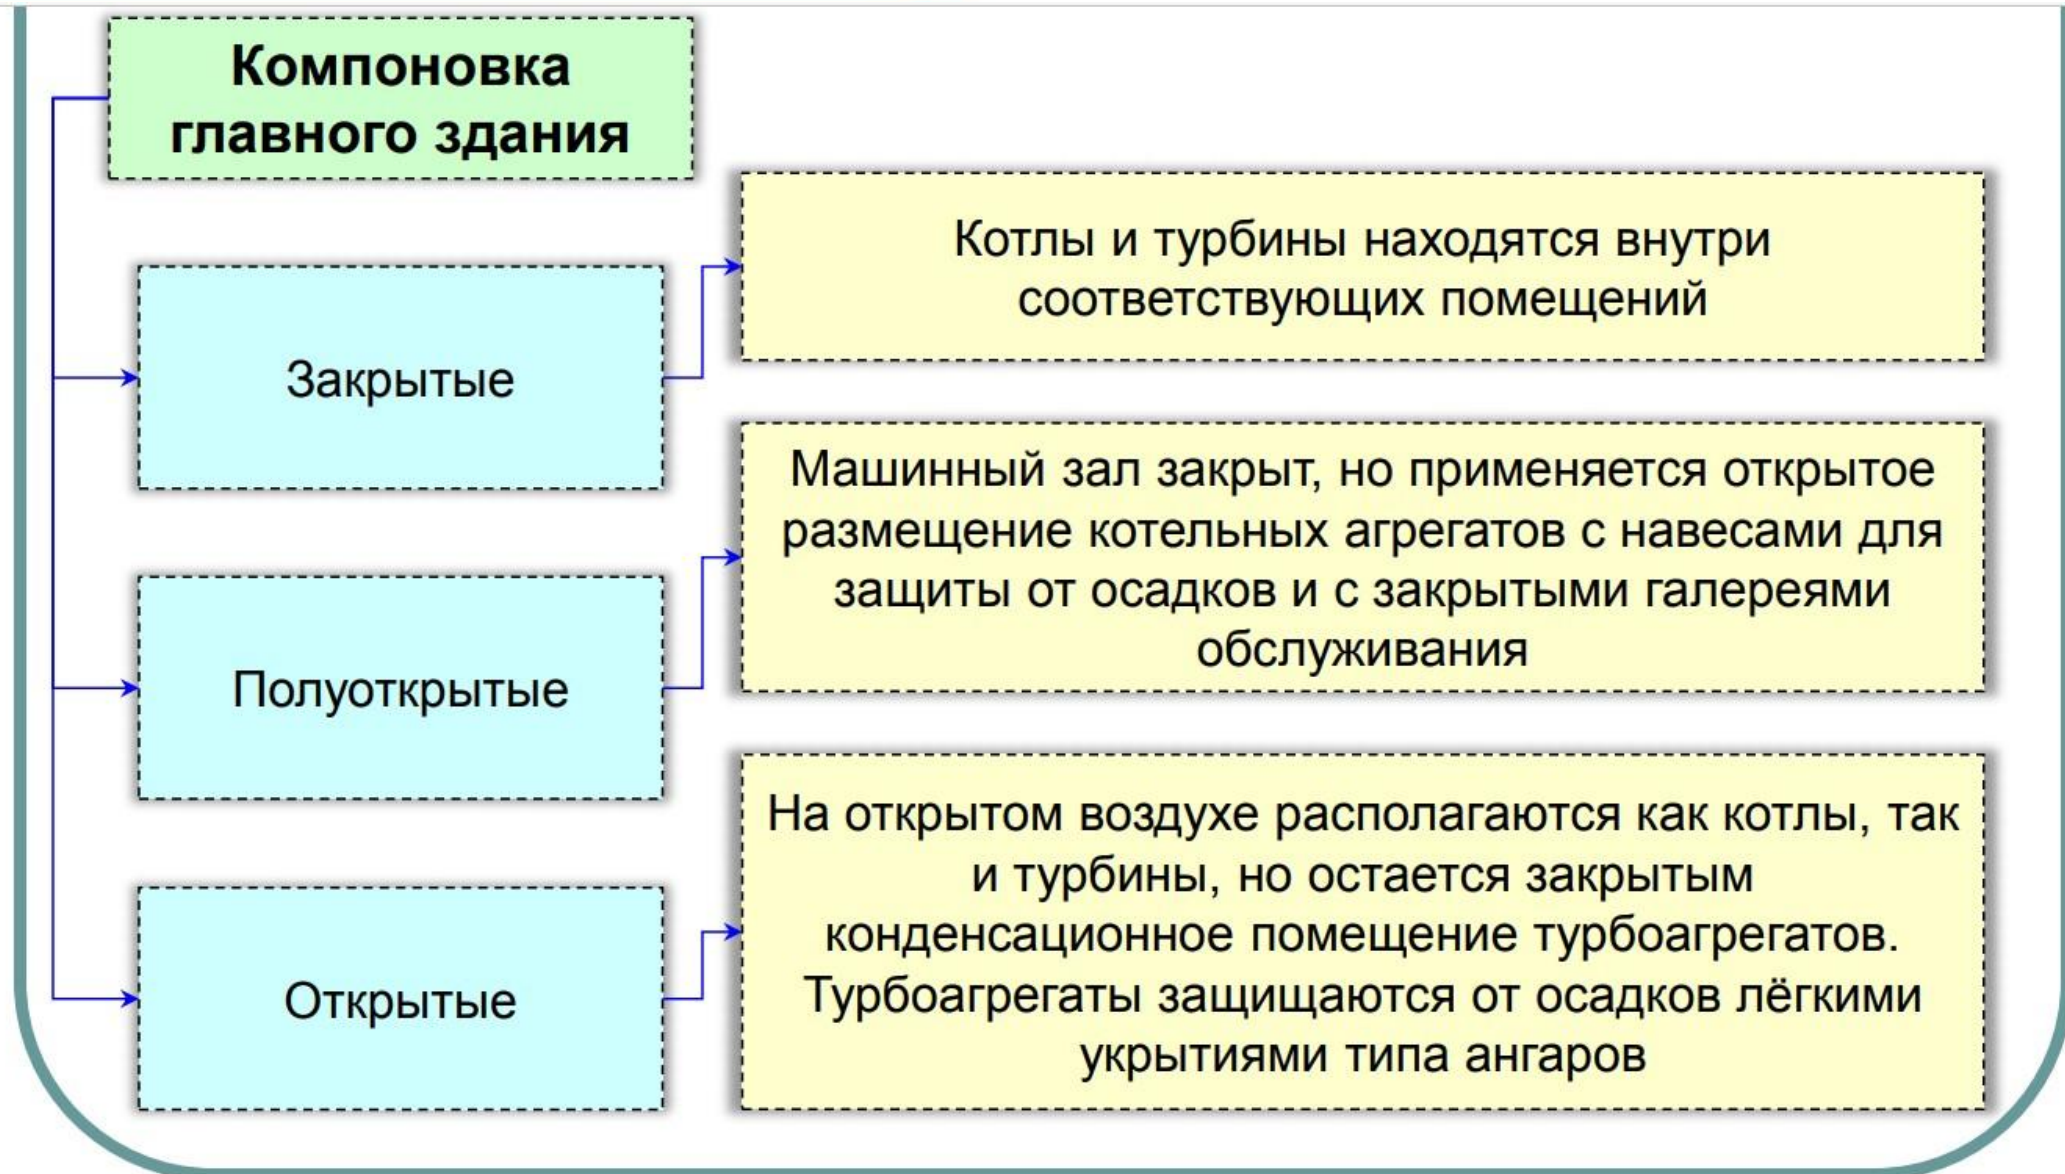 Компоновка
главного здания
Закрытые
Котлы и турбины находятся внутри
соответствующих помещений
Полуоткрытые
Машинный зал закрыт, но применяется открытое
размещение котельных агрегатов с навесами для
защиты от осадков и с закрытыми галереями
обслуживания
Открытые
На открытом воздухе располагаются как котлы, так
и турбины, но остается закрытым
конденсационное помещение турбоагрегатов.
Турбоагрегаты защищаются от осадков лёгкими
укрытиями типа ангаров